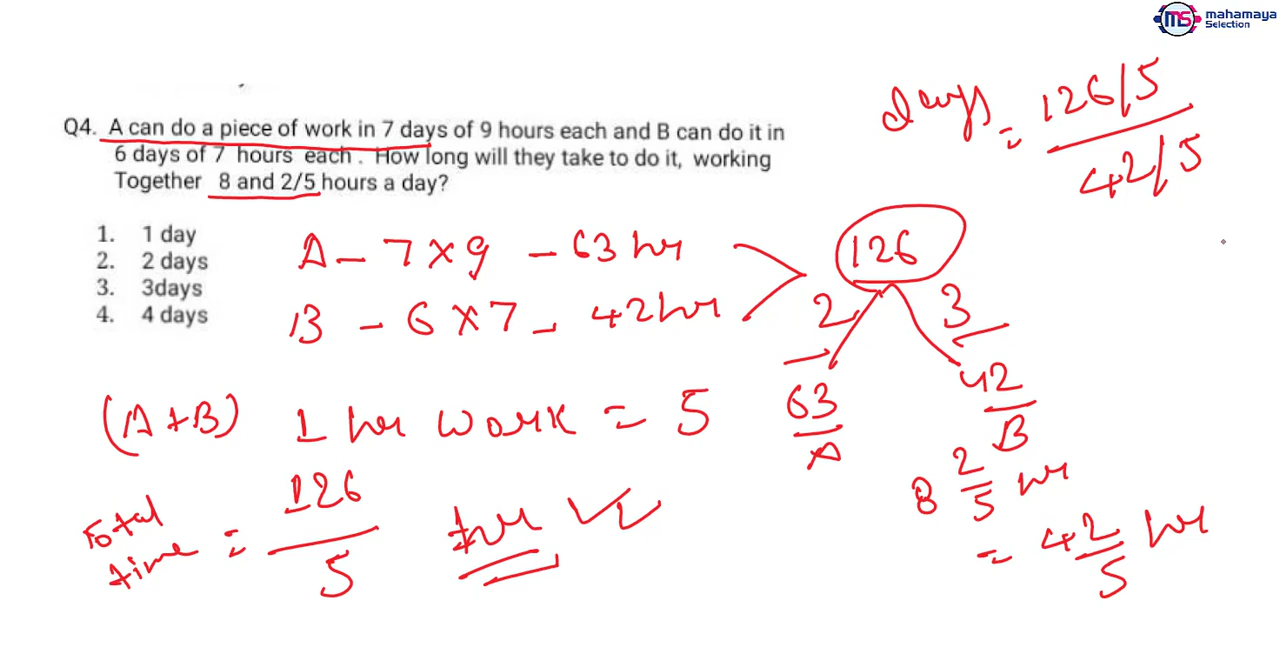 mahamaya
Selection
Q4. A can do a piece of work in 7 days of 9 hours each and B can do it in
6 days of 7 hours each . How long will they take to do it, working
Together 8 and 2/5 hours a day?
1. 1 day
2. 2 days
3. 3days
4. 4 days
days = 126/5
42/5
A - 7 × 9 - 63 hr
B - 6 × 7 - 42 hr
126
2 3
63 42
A B
(A+B) 1 hr work = 5
Total time = 126/5 hr
8 2/5 hr
= 42/5 hr